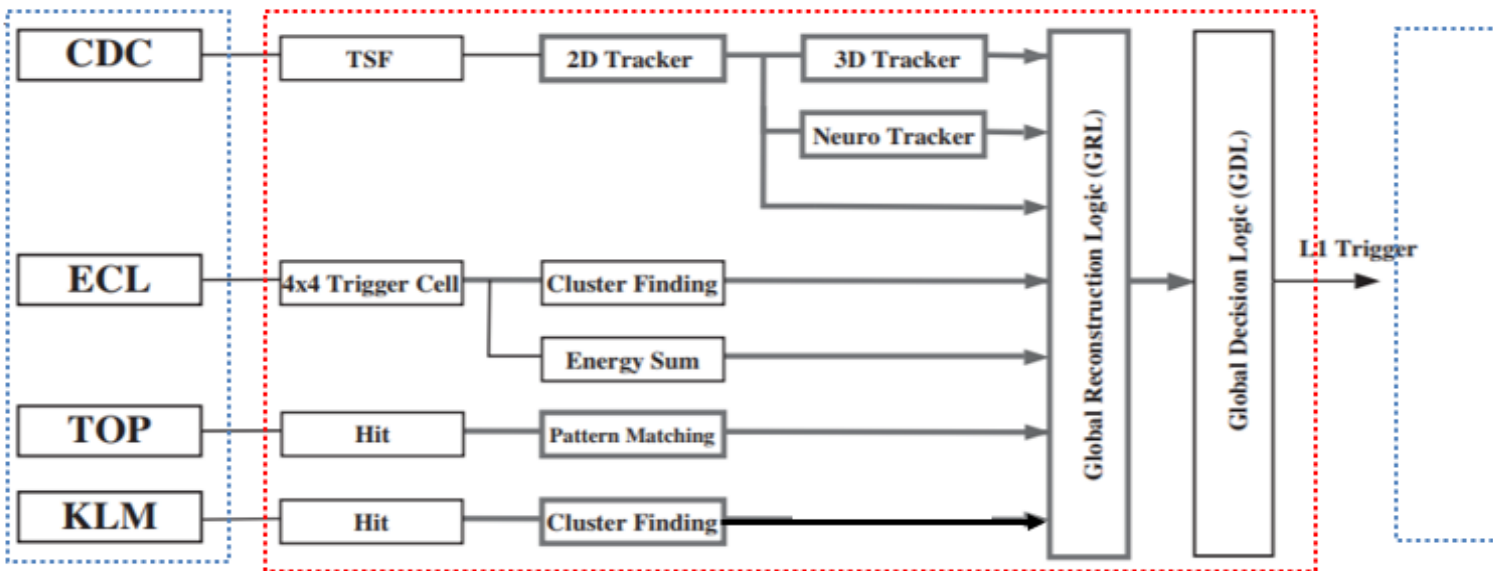 CDC
TSF
2D Tracker
3D Tracker
Neuro Tracker
ECL
4x4 Trigger Cell
Cluster Finding
Energy Sum
TOP
Hit
Pattern Matching
KLM
Hit
Cluster Finding
Global Reconstruction Logic (GRL)
Global Decision Logic (GDL)
L1 Trigger